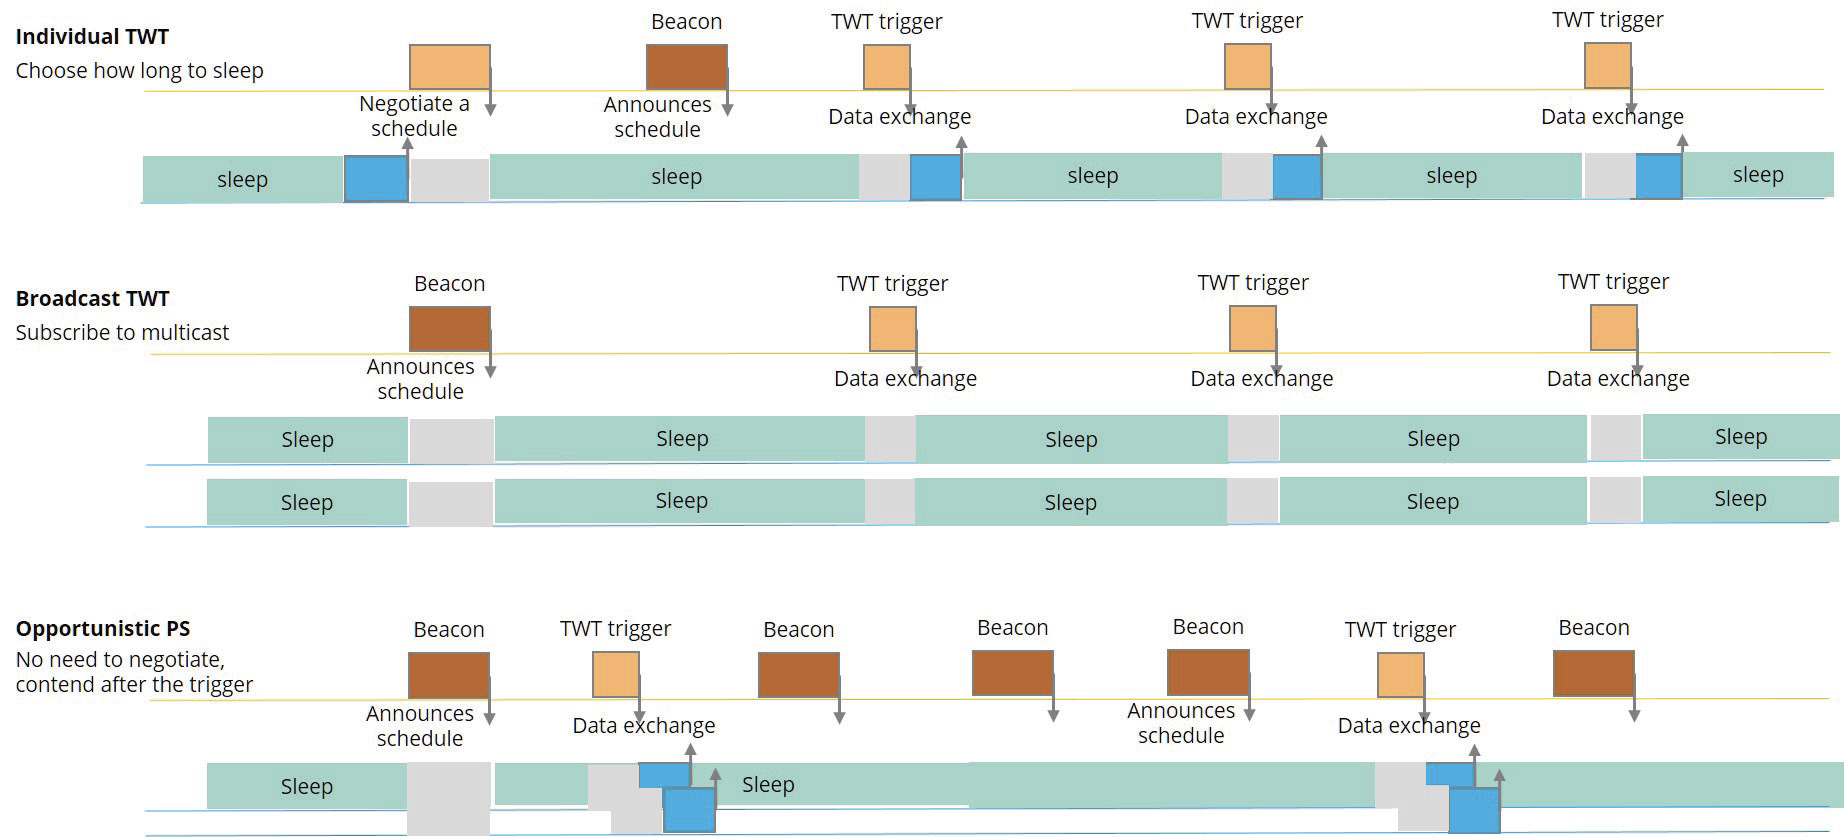 Individual TWT
Choose how long to sleep
Beacon
TWT trigger
TWT trigger
TWT trigger
Negotiate a
schedule
Announces
schedule
Data exchange
Data exchange
Data exchange
sleep
sleep
sleep
sleep
sleep
Broadcast TWT
Subscribe to multicast
Beacon
TWT trigger
TWT trigger
TWT trigger
Announces
schedule
Data exchange
Data exchange
Data exchange
Sleep
Sleep
Sleep
Sleep
Sleep
Sleep
Sleep
Sleep
Sleep
Sleep
Opportunistic PS
No need to negotiate,
contend after the trigger
Beacon
TWT trigger
Beacon
Beacon
Beacon
TWT trigger
Beacon
Announces
schedule
Data exchange
Announces
schedule
Data exchange
Sleep
Sleep